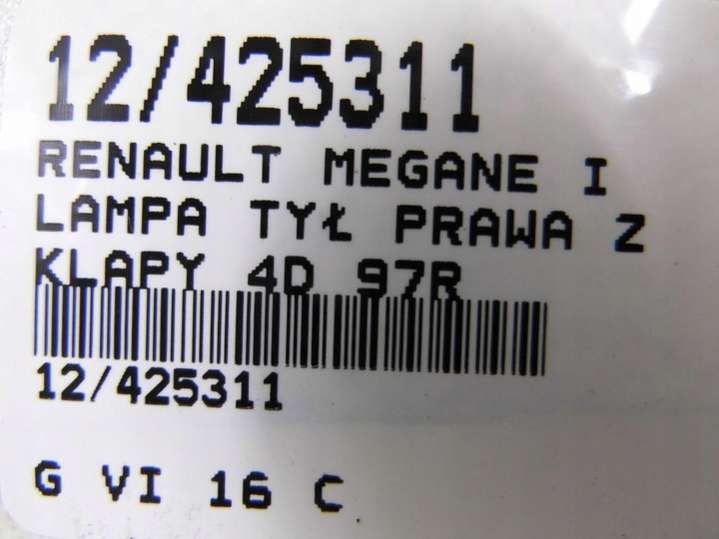 12/425311
RENAULT MEGANE I
LAMPA TYŁ PRAWA Z
KLAPY 4D 97R
12/425311
G VI 16 C